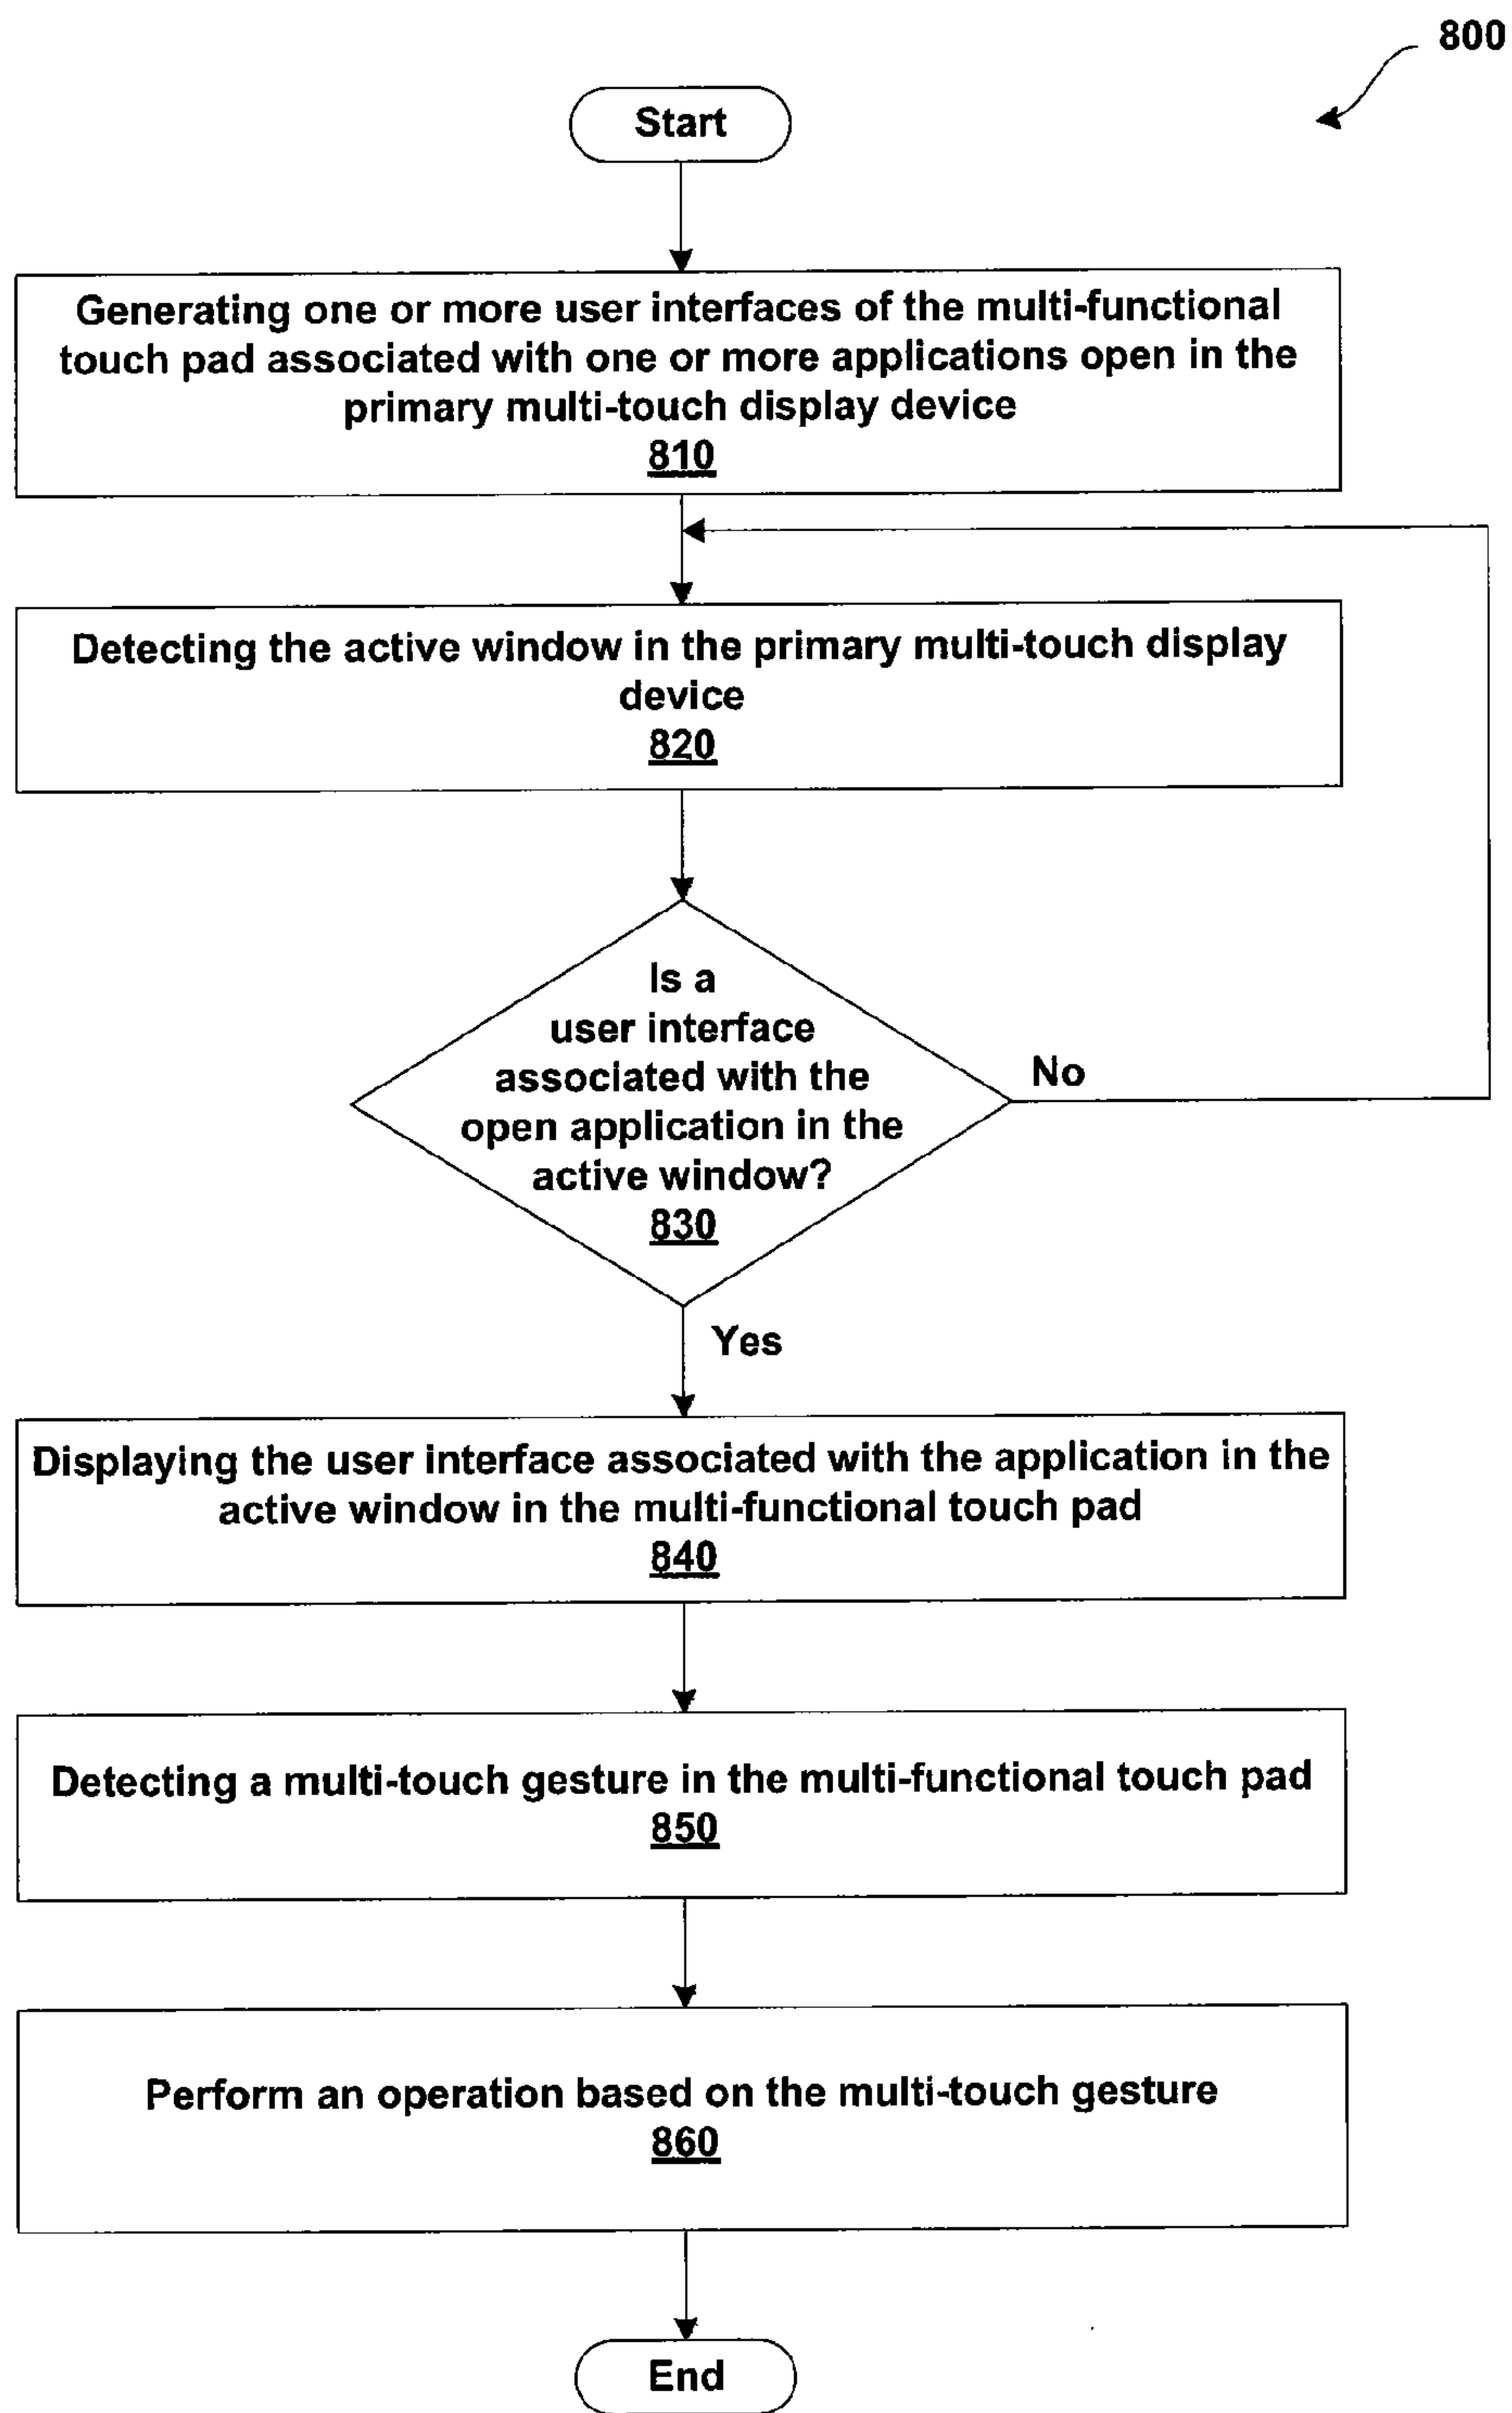 800
Start
Generating one or more user interfaces of the multi-functional
touch pad associated with one or more applications open in the
primary multi-touch display device
810
Detecting the active window in the primary multi-touch display
device
820
Is a
user interface
associated with the
open application in the
active window?
830
No
Yes
Displaying the user interface associated with the application in the
active window in the multi-functional touch pad
840
Detecting a multi-touch gesture in the multi-functional touch pad
850
Perform an operation based on the multi-touch gesture
860
End